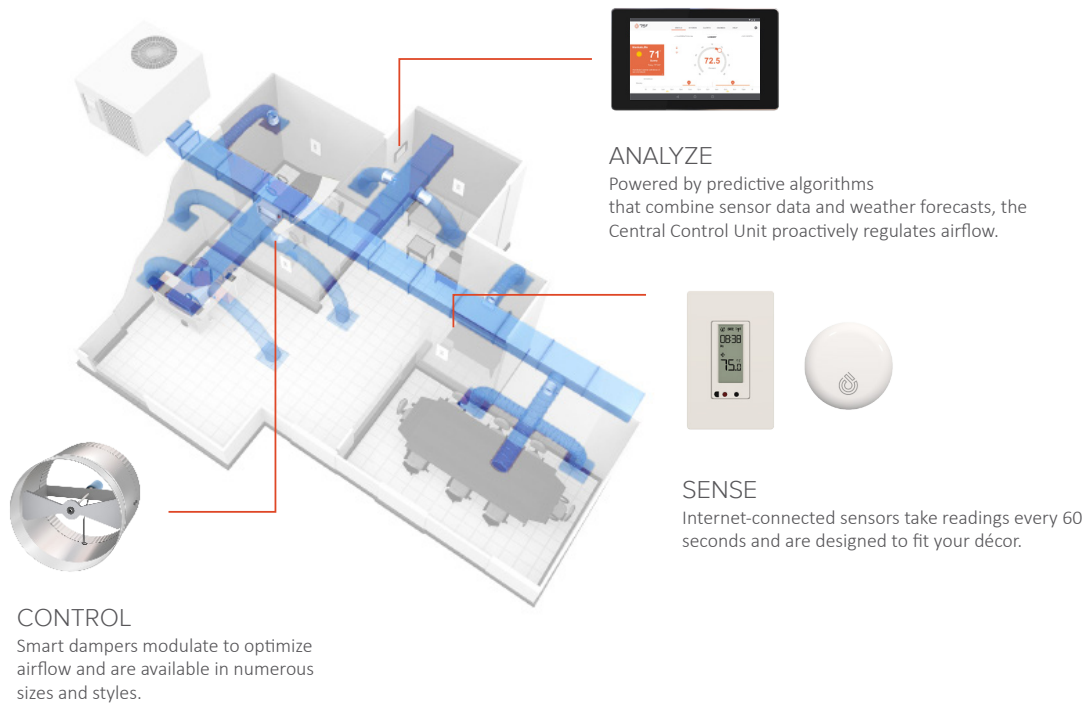 71
72.5
ANALYZE
Powered by predictive algorithms
that combine sensor data and weather forecasts, the
Central Control Unit proactively regulates airflow.
08:38
75.0
SENSE
Internet-connected sensors take readings every 60
seconds and are designed to fit your décor.
CONTROL
Smart dampers modulate to optimize
airflow and are available in numerous
sizes and styles.